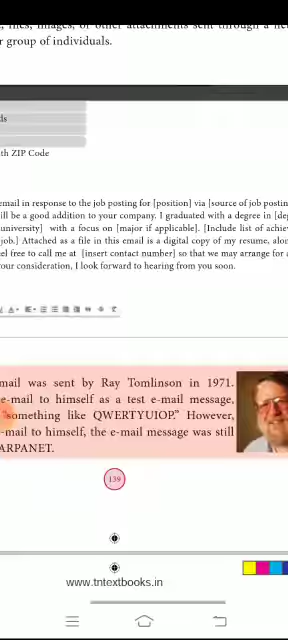 , files, images, or other attachments sent through a ne
r group of individuals.
ds
th ZIP Code
email in response to the job posting for [position] via [source of job postin
ill be a good addition to your company. I graduated with a degree in [deg
university] with a focus on [major if applicable]. [Include list of achie
job.] Attached as a file in this email is a digital copy of my resume, alon
el free to call me at [insert contact number] so that we may arrange for a
your consideration, I look forward to hearing from you soon.
mail was sent by Ray Tomlinson in 1971.
e-mail to himself as a test e-mail message,
"something like QWERTYUIOP." However,
-mail to himself, the e-mail message was still
ARPANET.
139
www.tntextbooks.in